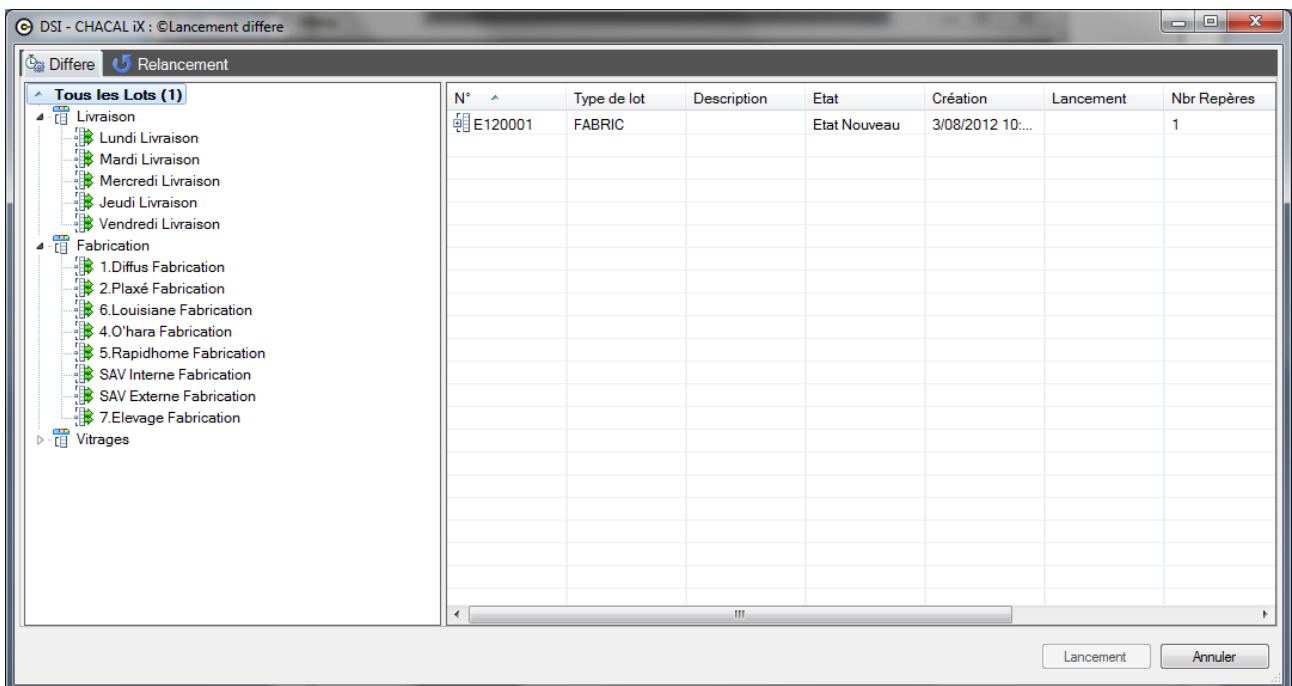 DSI - CHACAL iX : ©Lancement differe
Differe Relancement
Tous les Lots (1)
Livraison
Lundi Livraison
Mardi Livraison
Mercredi Livraison
Jeudi Livraison
Vendredi Livraison
Fabrication
1.Diffus Fabrication
2.Plaxé Fabrication
6.Louisiane Fabrication
4.O'hara Fabrication
5.Rapidhome Fabrication
SAV Interne Fabrication
SAV Externe Fabrication
7.Elevage Fabrication
Vitrages
N° Type de lot Description Etat Création Lancement Nbr Repères
E120001 FABRIC Etat Nouveau 3/08/2012 10:... 1
Lancement Annuler